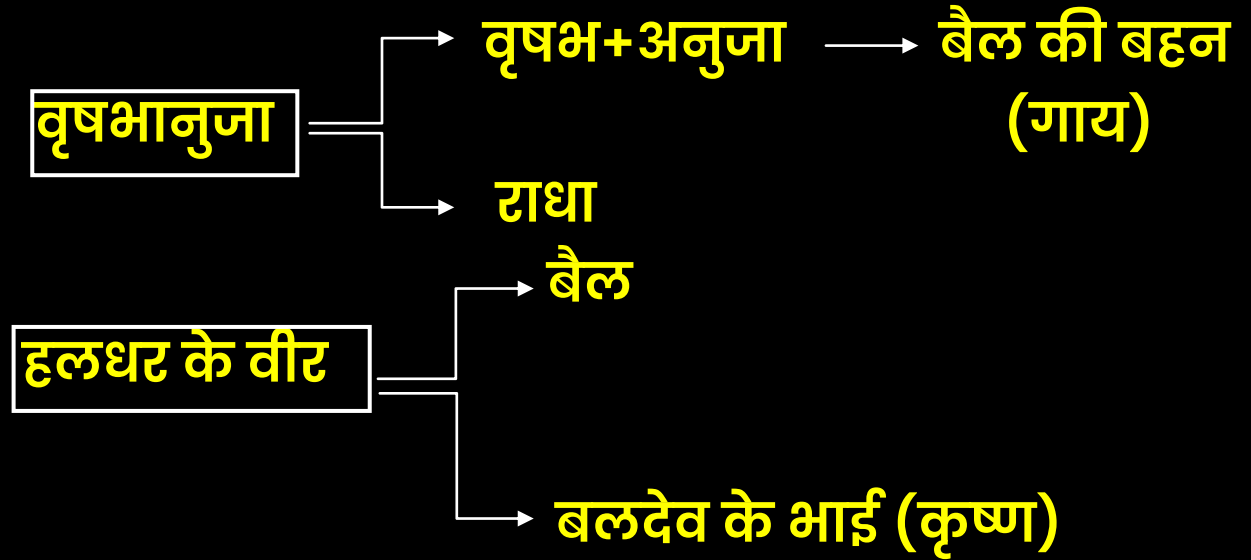 वृषभ+अनुजा बैल की बहन
(गाय)
वृषभानुजा
राधा
बैल
हलधर के वीर
बलदेव के भाई (कृष्ण)